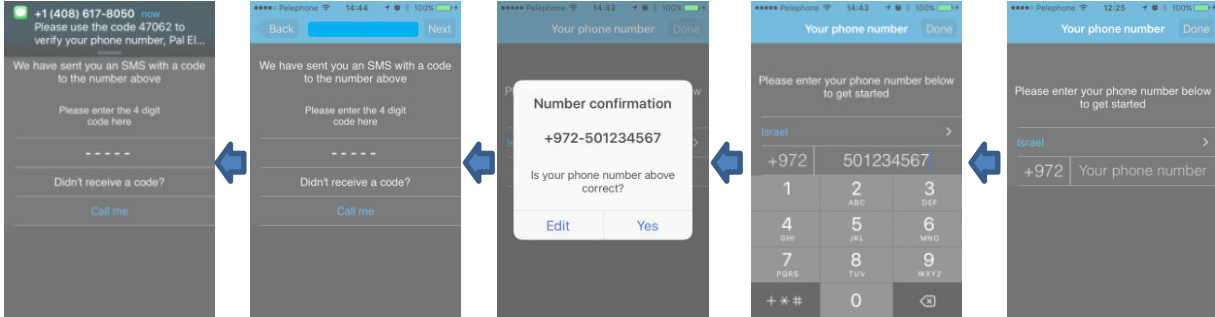 +1 (408) 617-8050 now
Please use the code 47062 to
verify your phone number, Pal El...
We have sent you an SMS with a code
to the number above
Please enter the 4 digit
code here
- - - - -
Didn't receive a code?
Call me
Pelephone 14:44 100%
Back Next
We have sent you an SMS with a code
to the number above
Please enter the 4 digit
code here
- - - - -
Didn't receive a code?
Call me
Pelephone 14:43 100%
Your phone number Done
Number confirmation
+972-501234567
Is your phone number above
correct?
Edit Yes
Pelephone 14:43 100%
Your phone number Done
Please enter your phone number below
to get started
Israel
+972 501234567
1 2 3
ABC DEF
4 5 6
GHI JKL MNO
7 8 9
PQRS TUV WXYZ
+ * # 0
Pelephone 12:25 100%
Your phone number Done
Please enter your phone number below
to get started
Israel
+972 Your phone number